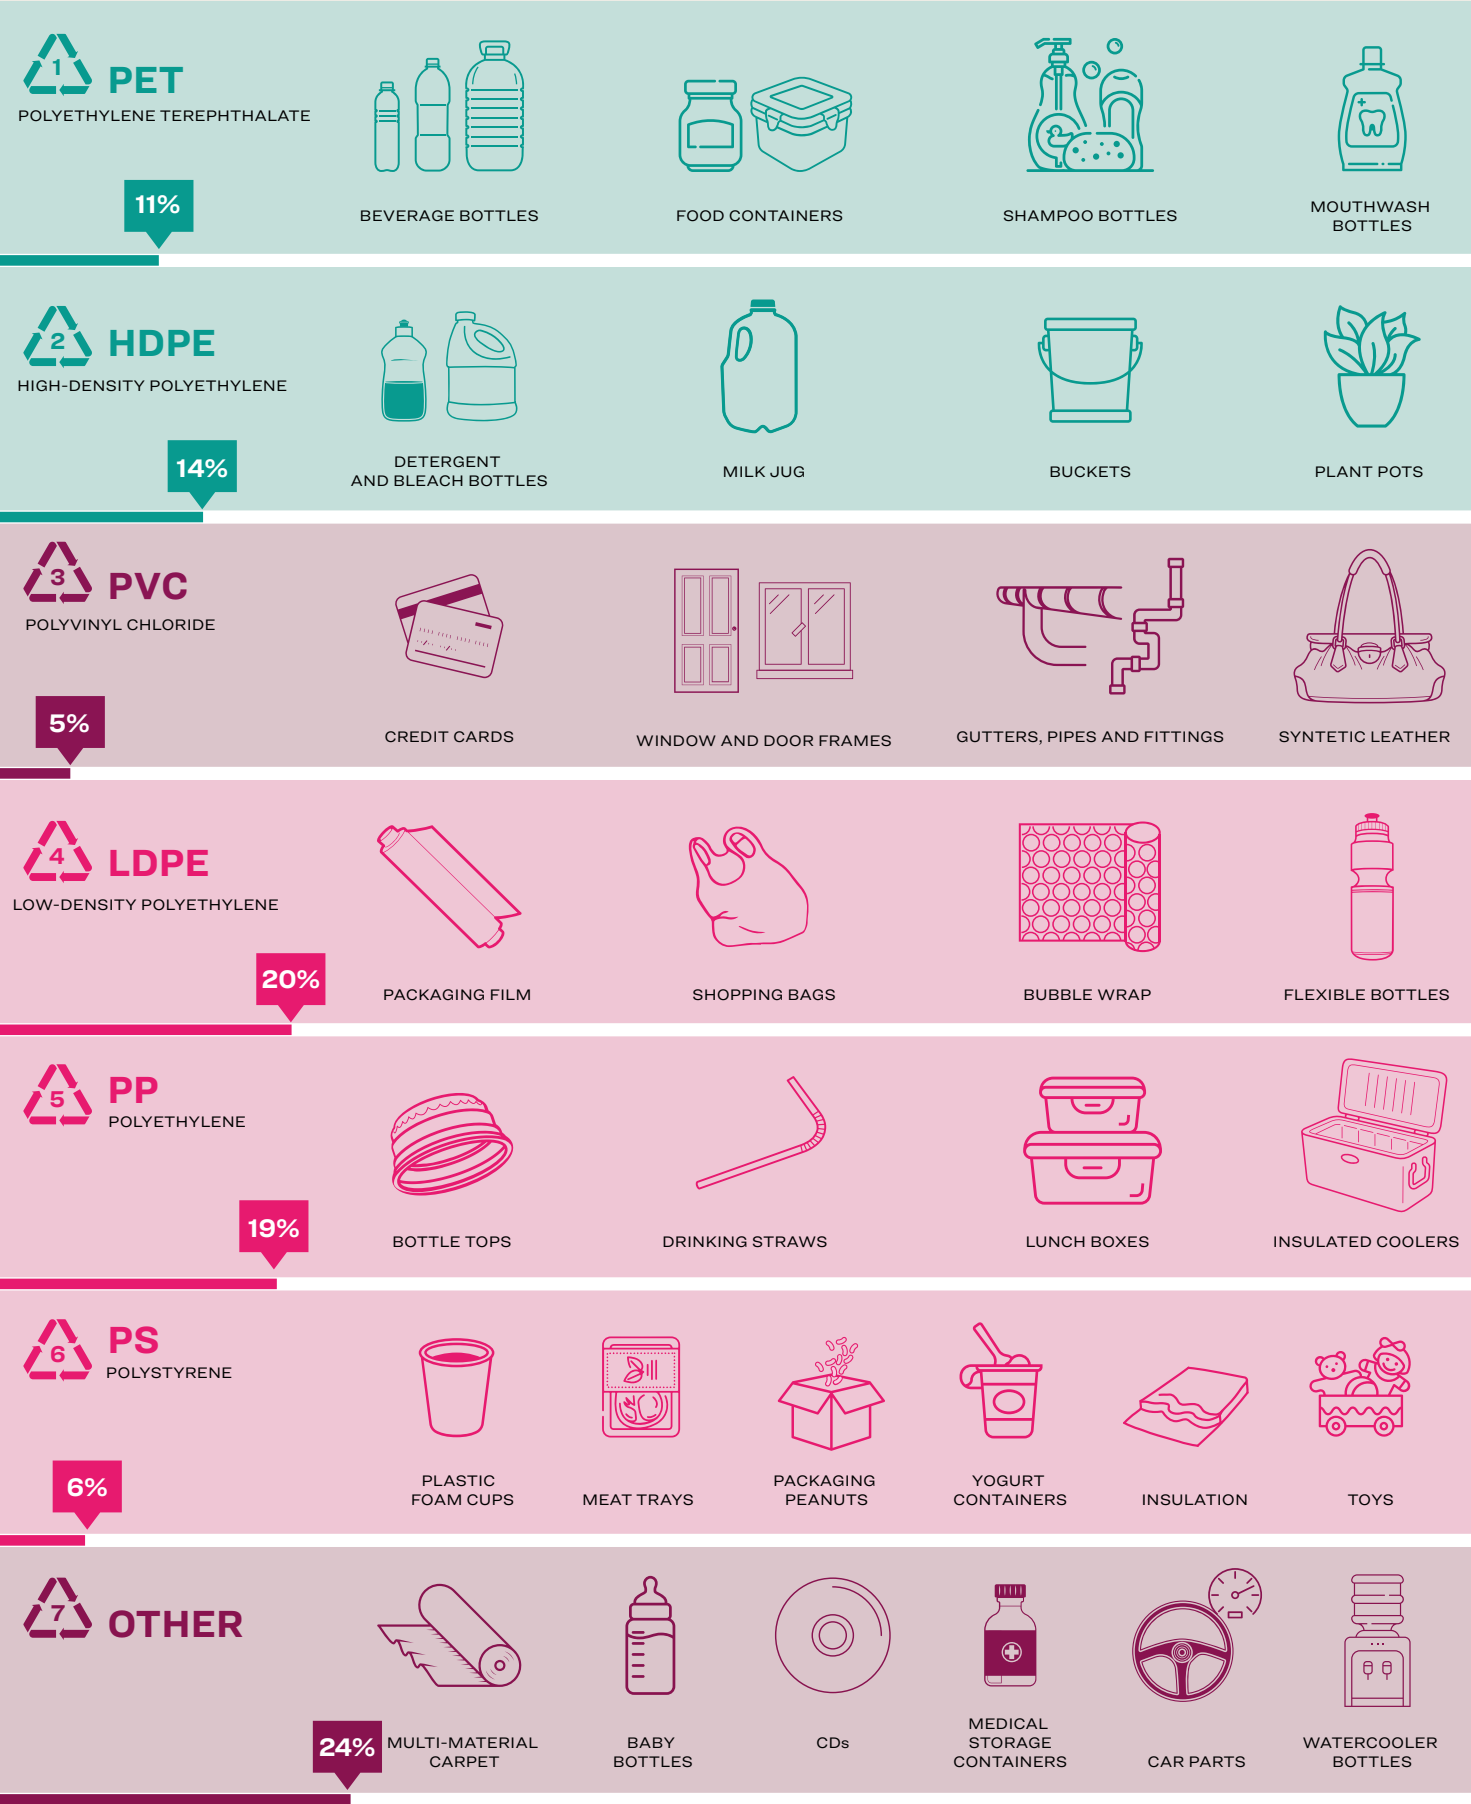 1
PET
POLYETHYLENE TEREPHTHALATE
11%
BEVERAGE BOTTLES
FOOD CONTAINERS
SHAMPOO BOTTLES
MOUTHWASH
BOTTLES
2
HDPE
HIGH-DENSITY POLYETHYLENE
14%
DETERGENT
AND BLEACH BOTTLES
MILK JUG
BUCKETS
PLANT POTS
3
PVC
POLYVINYL CHLORIDE
5%
CREDIT CARDS
WINDOW AND DOOR FRAMES
GUTTERS, PIPES AND FITTINGS
SYNTETIC LEATHER
4
LDPE
LOW-DENSITY POLYETHYLENE
20%
PACKAGING FILM
SHOPPING BAGS
BUBBLE WRAP
FLEXIBLE BOTTLES
5
PP
POLYETHYLENE
19%
BOTTLE TOPS
DRINKING STRAWS
LUNCH BOXES
INSULATED COOLERS
6
PS
POLYSTYRENE
6%
PLASTIC
FOAM CUPS
MEAT TRAYS
PACKAGING
PEANUTS
YOGURT
CONTAINERS
INSULATION
TOYS
7
OTHER
24%
MULTI-MATERIAL
CARPET
BABY
BOTTLES
CDs
MEDICAL
STORAGE
CONTAINERS
CAR PARTS
WATERCOOLER
BOTTLES